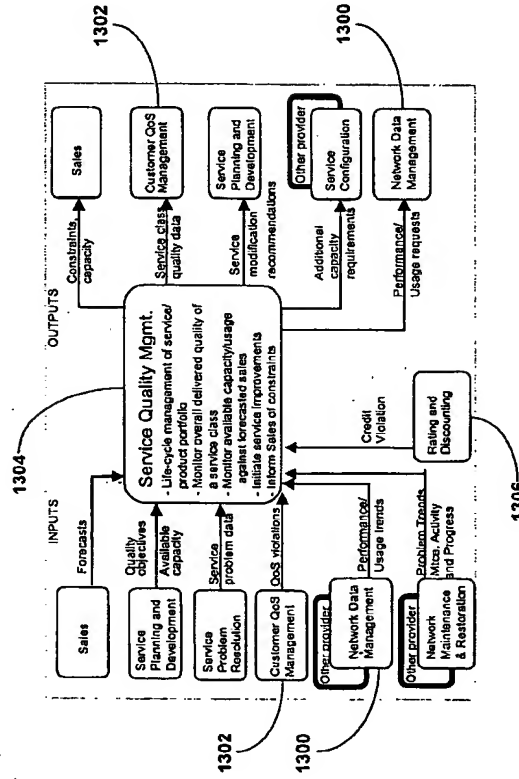 INPUTS
OUTPUTS
1304
1302
1300
1302
1300
1206
Sales
Forecasts
Service
Planning and
Development
Quality
objectives
Available
capacity
Service
Problem
Resolution
Service
problem data
Customer QoS
Management
QoS violations
Other provider
Network Data
Management
Performance/
Usage trends
Other provider
Network
Maintenance
& Restoration
Problem Trends
Mtce. Activity
and Progress
Rating and
Discounting
Credit
Violation
Service Quality Mgmt.
- Life-cycle management of service/
product portfolio
- Monitor overall delivered quality of
a service class
- Monitor available capacity/usage
against forecasted sales
- Initiate service improvements
- Inform Sales of constraints
Constraints,
capacity
Sales
Service class
quality data
Customer QoS
Management
Service
modification
recommendations
Service
Planning and
Development
Additional
capacity
requirements
Other provider
Service
Configuration
Performance/
Usage requests
Network Data
Management